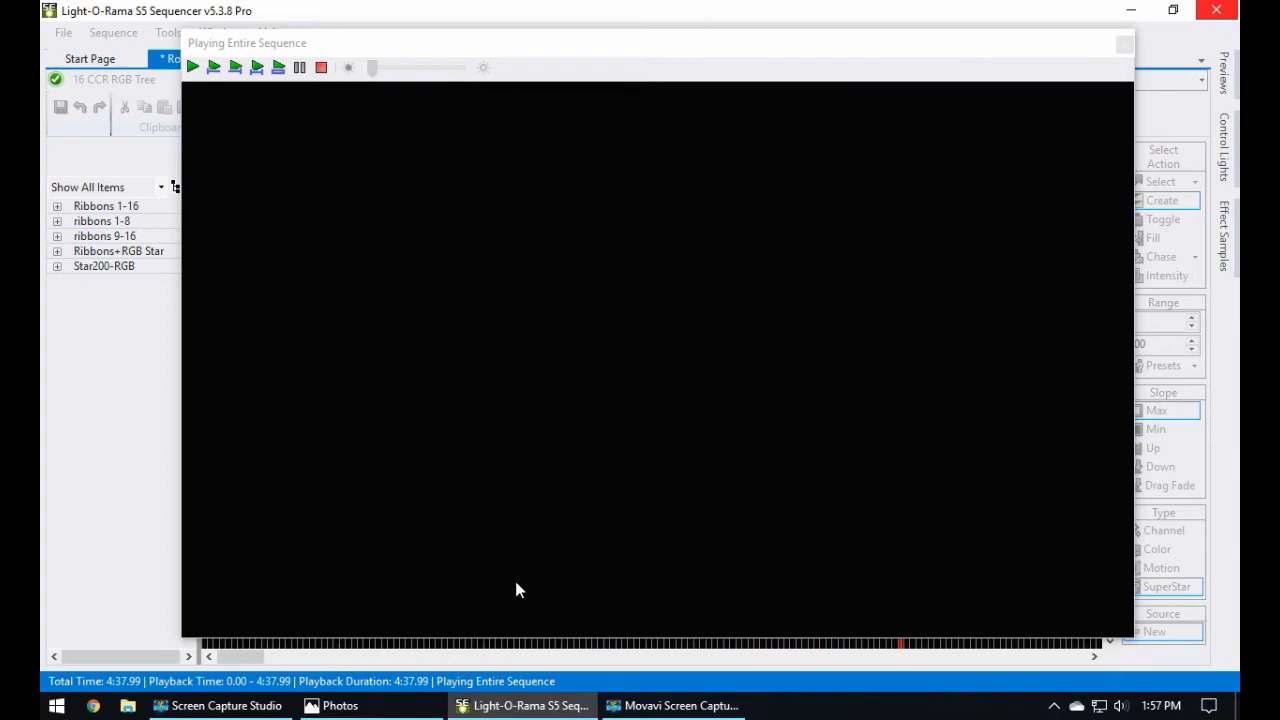 Light-O-Rama S5 Sequencer v5.3.8 Pro
File Sequence Tools
Playing Entire Sequence
Start Page
* Ro
16 CCR RGB Tree
Clipboar
Show All Items
Ribbons 1-16
ribbons 1-8
ribbons 9-16
Ribbons+RGB Star
Star200-RGB
Previews
Control Lights
Effect Samples
Select
Action
Select
Create
Toggle
Fill
Chase
Intensity
Range
00
Presets
Slope
Max
Min
Up
Down
Drag Fade
Type
Channel
Color
Motion
SuperStar
Source
New
Total Time: 4:37.99 | Playback Time: 0.00 - 4:37.99 | Playback Duration: 4:37.99 | Playing Entire Sequence
Screen Capture Studio
Photos
Light-O-Rama S5 Seq...
Movavi Screen Captu...
1:57 PM